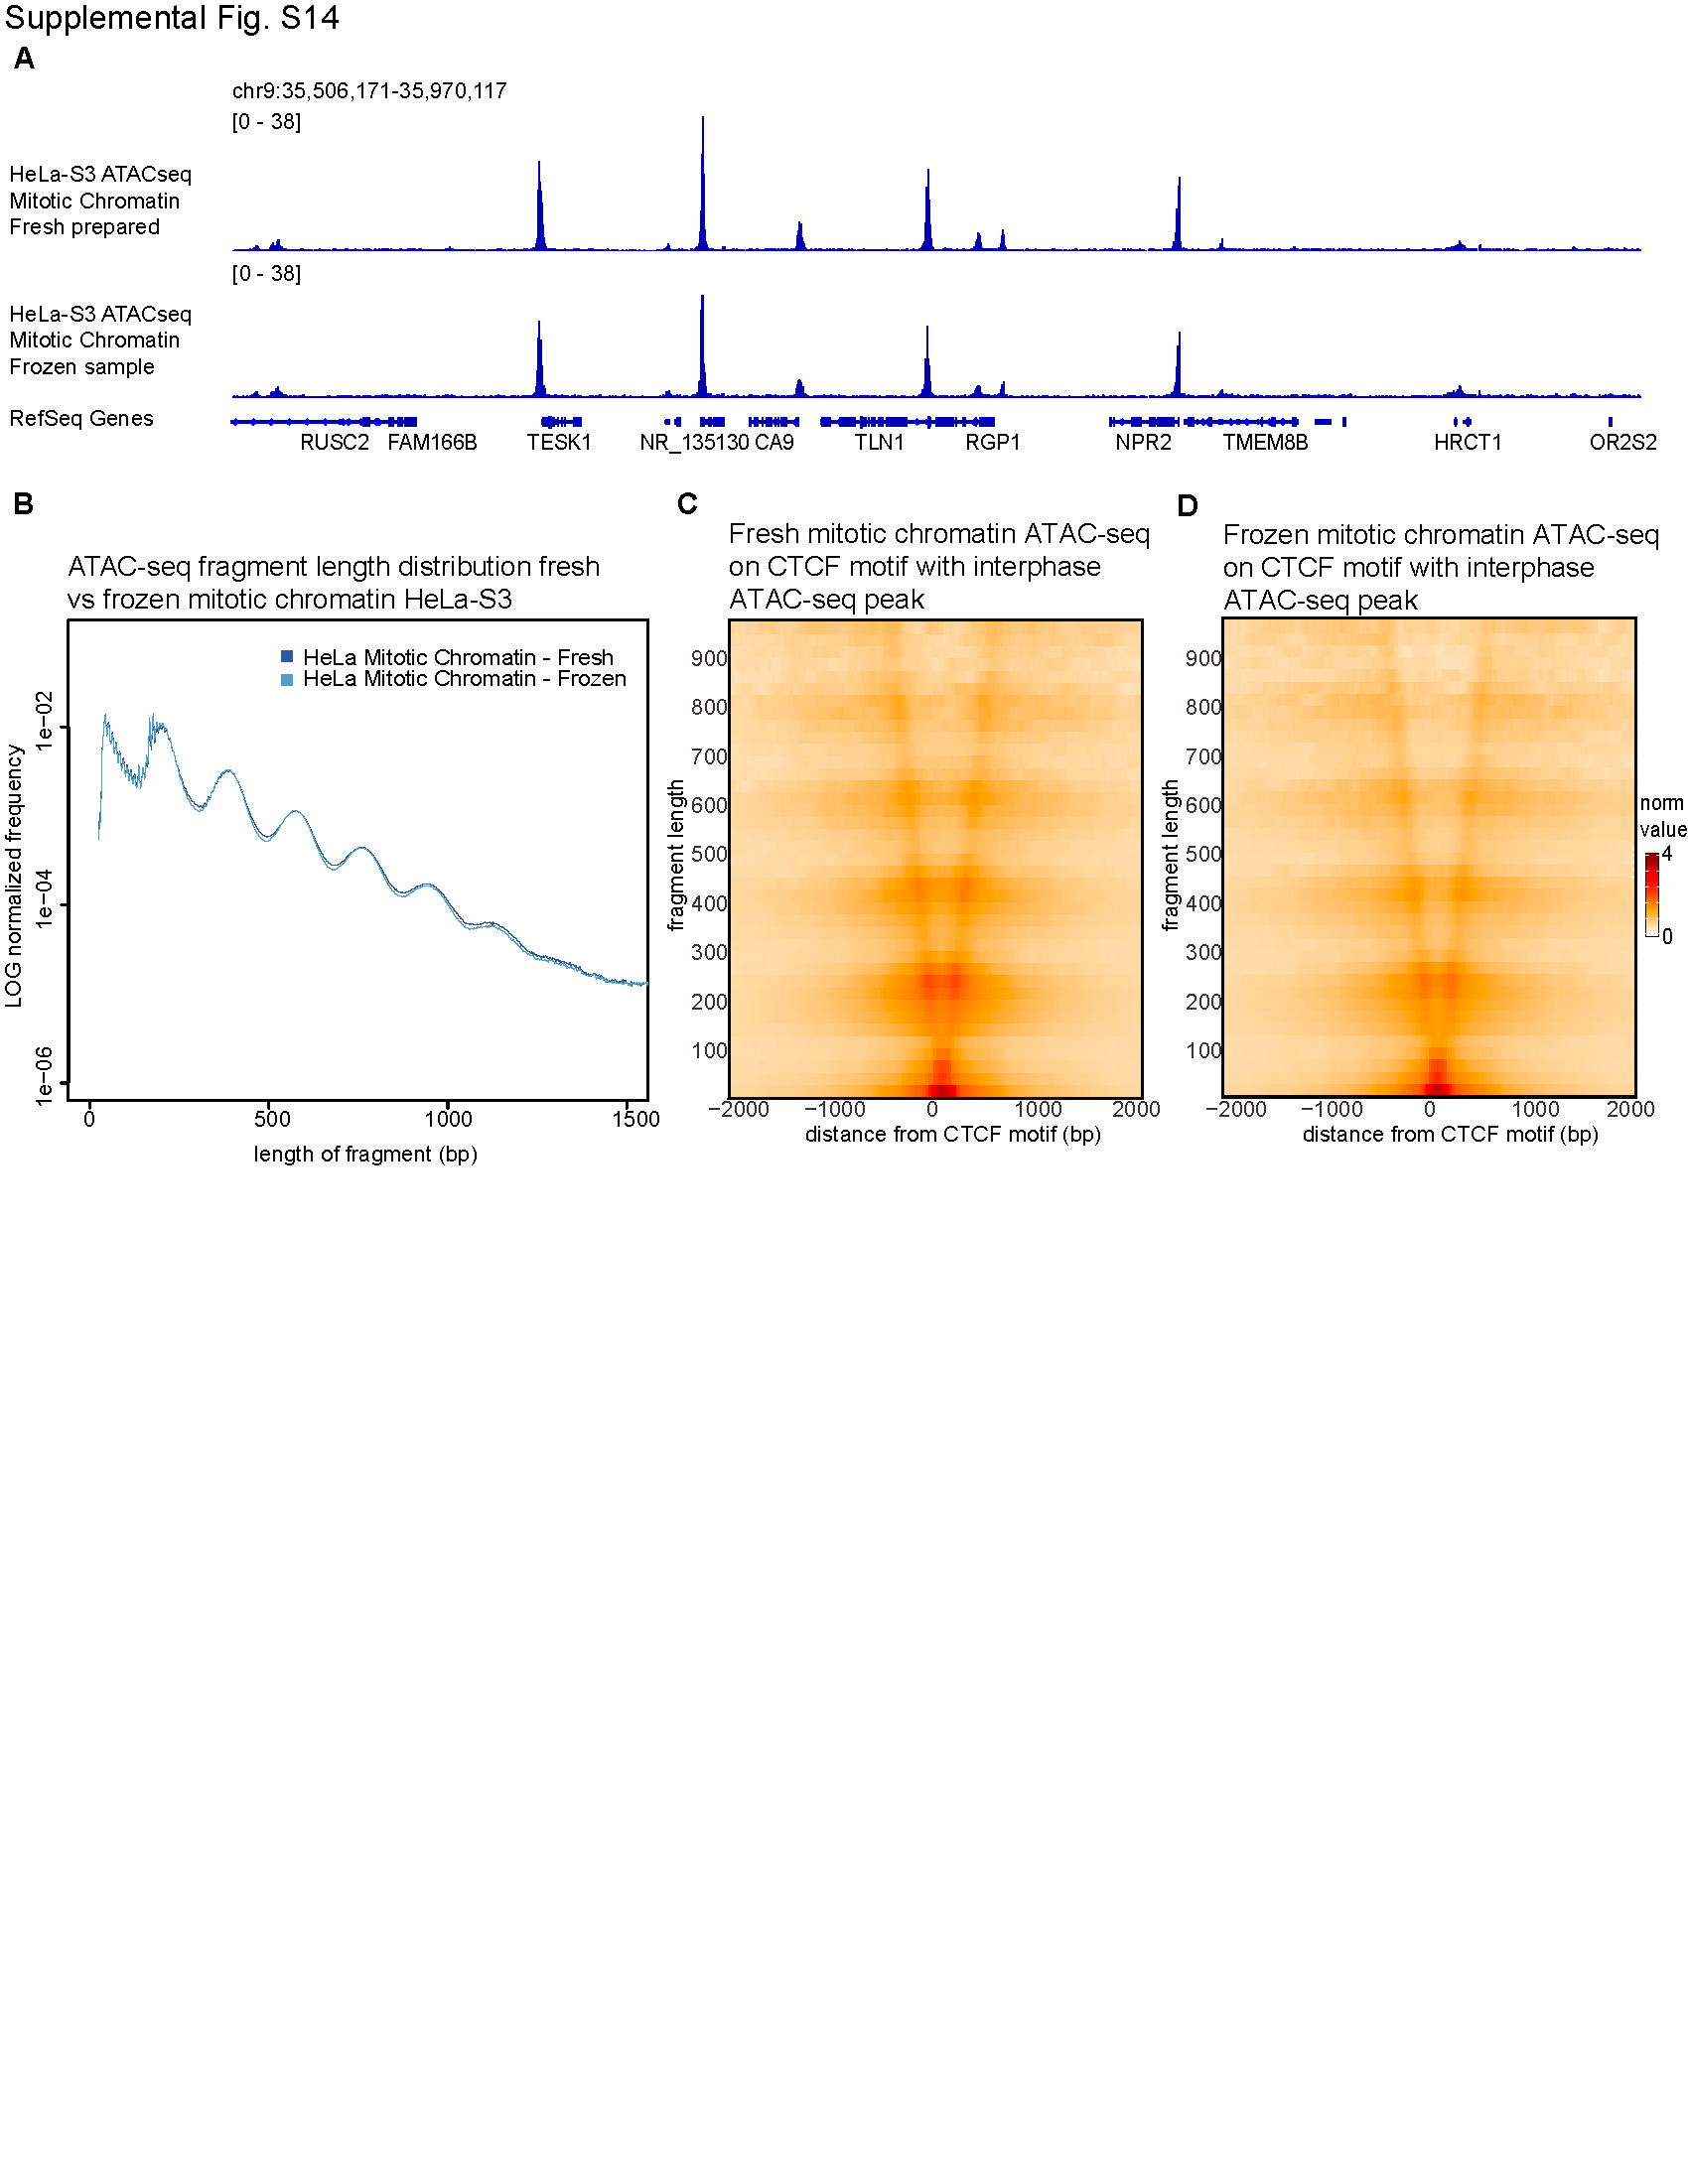 Supplemental Fig. S14
A
chr9:35,506,171-35,970,117
[0 - 38]
HeLa-S3 ATACseq
Mitotic Chromatin
Fresh prepared
[0 - 38]
HeLa-S3 ATACseq
Mitotic Chromatin
Frozen sample
RefSeq Genes
RUSC2 FAM166B TESK1 NR_135130 CA9 TLN1 RGP1 NPR2 TMEM8B HRCT1 OR2S2
B
ATAC-seq fragment length distribution fresh
vs frozen mitotic chromatin HeLa-S3
HeLa Mitotic Chromatin - Fresh
HeLa Mitotic Chromatin - Frozen
LOG normalized frequency
1e−02
1e−04
1e−06
0 500 1000 1500
length of fragment (bp)
C
Fresh mitotic chromatin ATAC-seq
on CTCF motif with interphase
ATAC-seq peak
fragment length
900
800
700
600
500
400
300
200
100
−2000 −1000 0 1000 2000
distance from CTCF motif (bp)
D
Frozen mitotic chromatin ATAC-seq
on CTCF motif with interphase
ATAC-seq peak
fragment length
900
800
700
600
500
400
300
200
100
−2000 −1000 0 1000 2000
distance from CTCF motif (bp)
norm
value
4
0